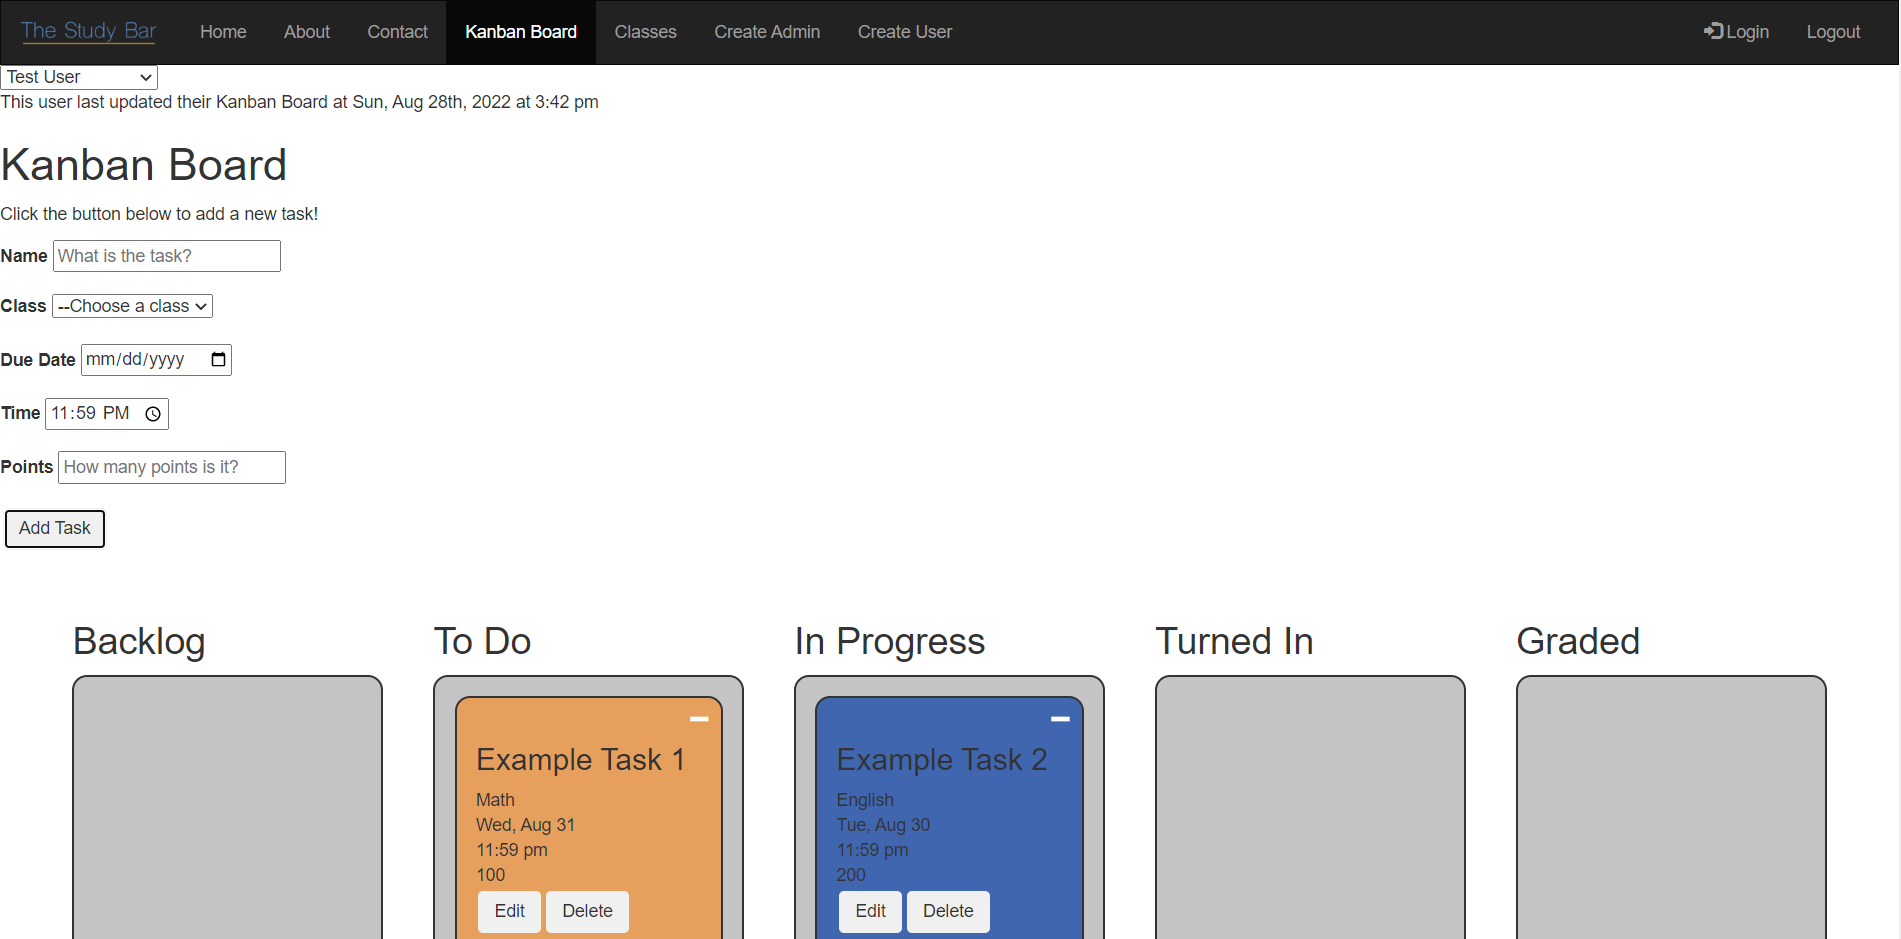 The Study Bar Home About Contact Kanban Board Classes Create Admin Create User Login Logout
Test User
This user last updated their Kanban Board at Sun, Aug 28th, 2022 at 3:42 pm
Kanban Board
Click the button below to add a new task!
Name What is the task?
Class --Choose a class
Due Date mm/dd/yyyy
Time 11:59 PM
Points How many points is it?
Add Task
Backlog
To Do
Example Task 1
Math
Wed, Aug 31
11:59 pm
100
Edit Delete
In Progress
Example Task 2
English
Tue, Aug 30
11:59 pm
200
Edit Delete
Turned In
Graded